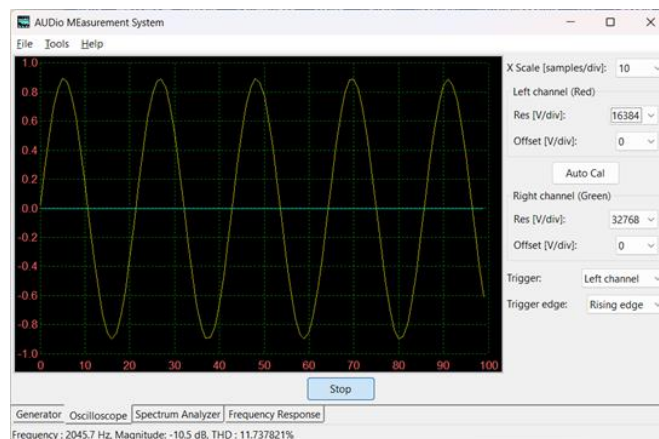 AUDio MEasurement System
File Tools Help
1.0
0.8
0.6
0.4
0.2
0.0
-0.2
-0.4
-0.6
-0.8
-1.0
0 10 20 30 40 50 60 70 80 90 100
X Scale [samples/div]: 10
Left channel (Red)
Res [V/div]: 16384
Offset [V/div]: 0
Auto Cal
Right channel (Green)
Res [V/div]: 32768
Offset [V/div]: 0
Trigger: Left channel
Trigger edge: Rising edge
Stop
Generator Oscilloscope Spectrum Analyzer Frequency Response
Frequency : 2045.7 Hz, Magnitude: -10.5 dB, THD : 11.737821%